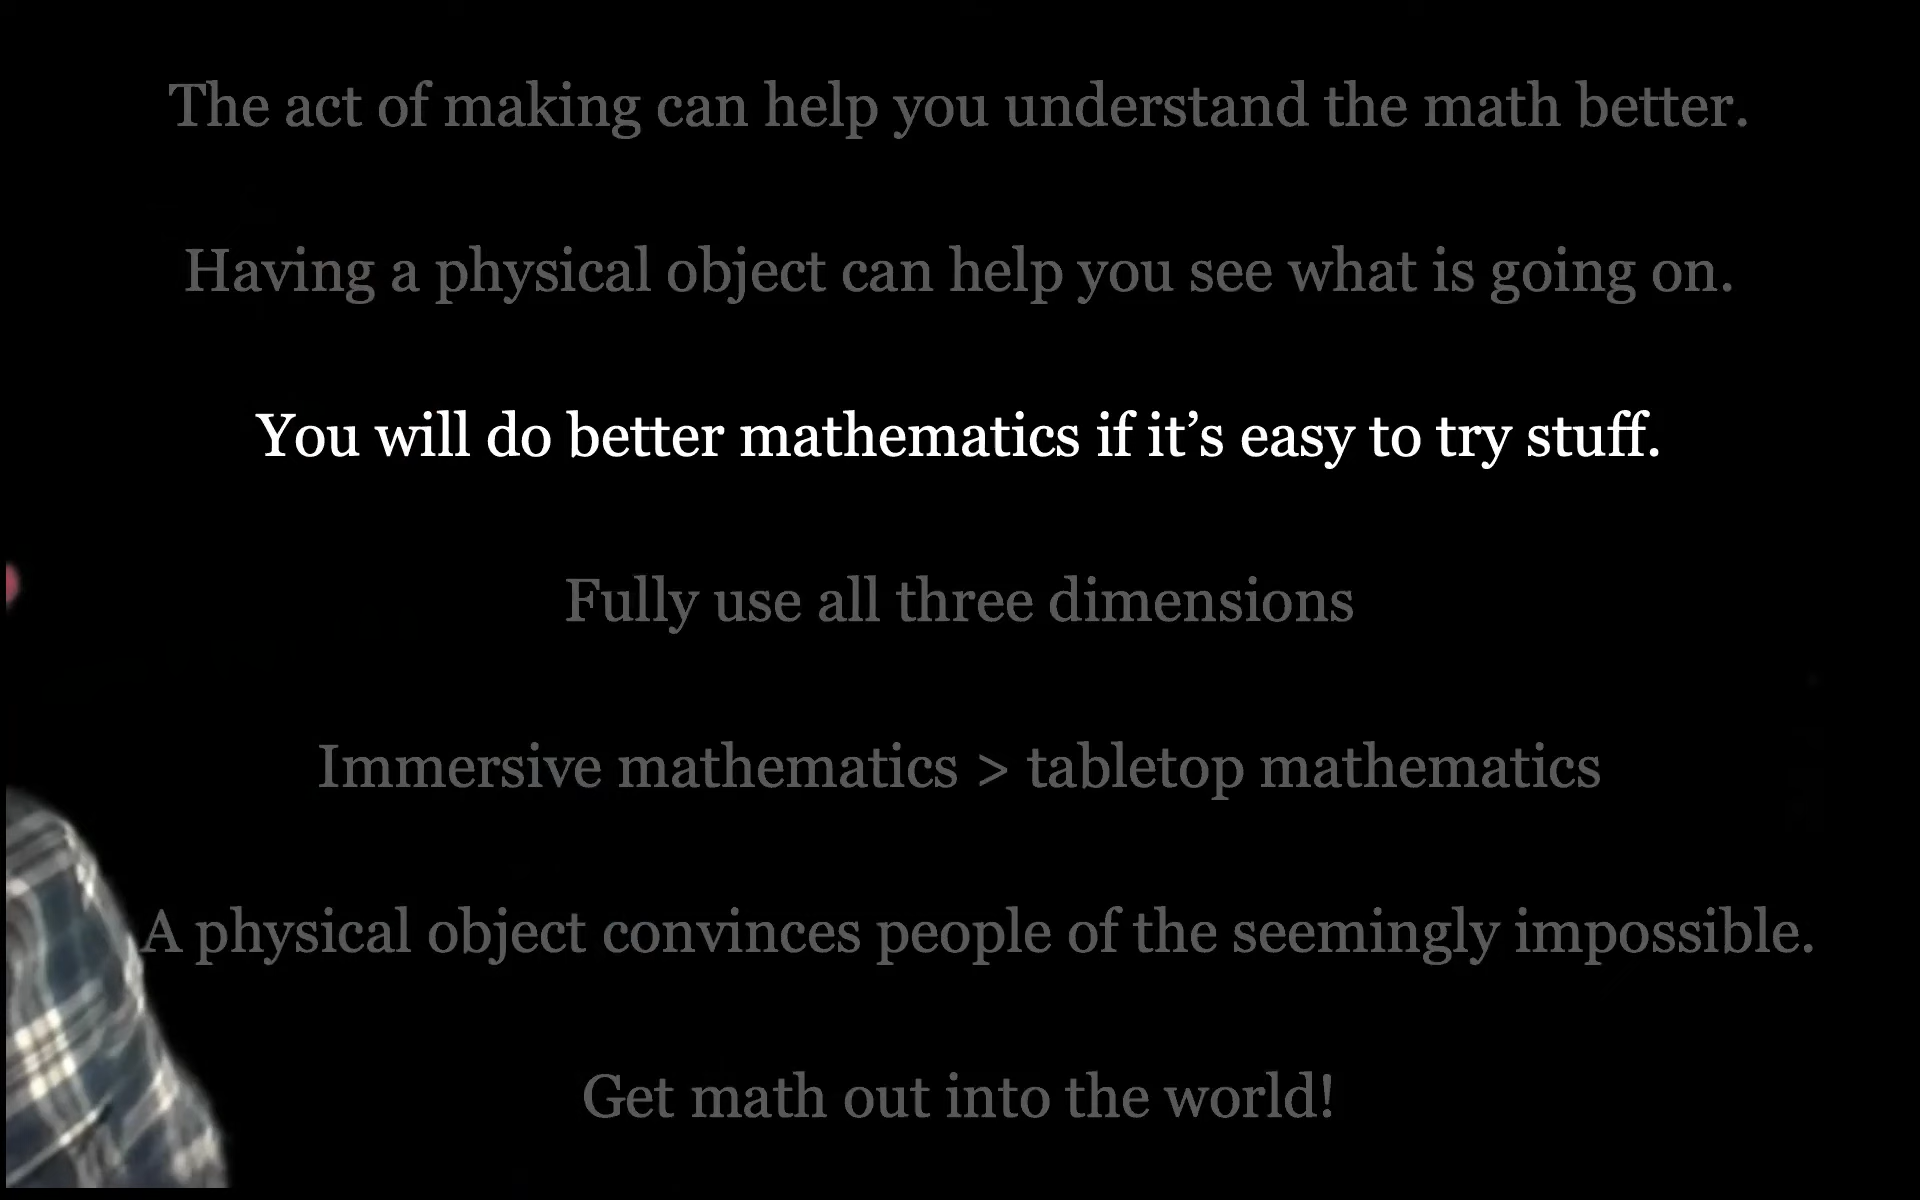 The act of making can help you understand the math better.
Having a physical object can help you see what is going on.
You will do better mathematics if it’s easy to try stuff.
Fully use all three dimensions
Immersive mathematics > tabletop mathematics
A physical object convinces people of the seemingly impossible.
Get math out into the world!